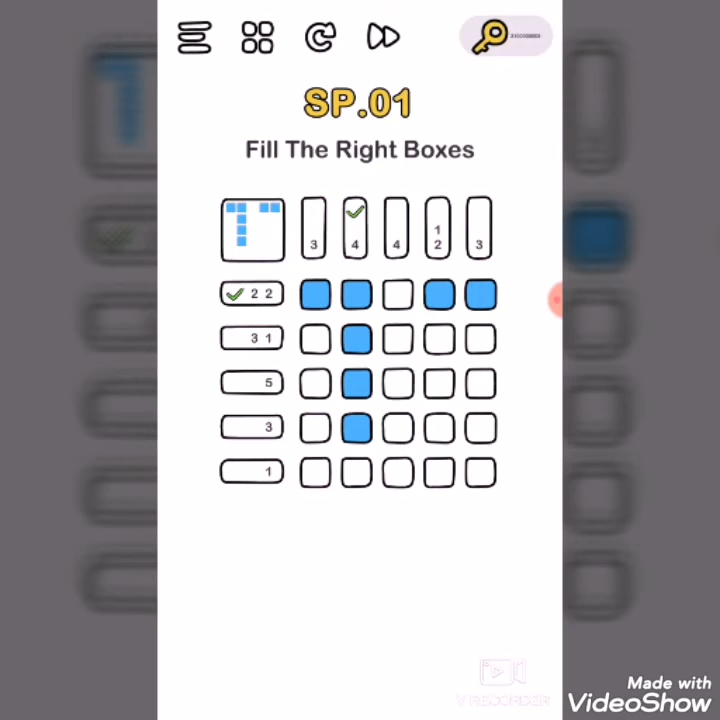 SP.01
Fill The Right Boxes
3 4 4 1 3
2
2 2
3 1
5
3
1
V RECORDER
Made with
VideoShow